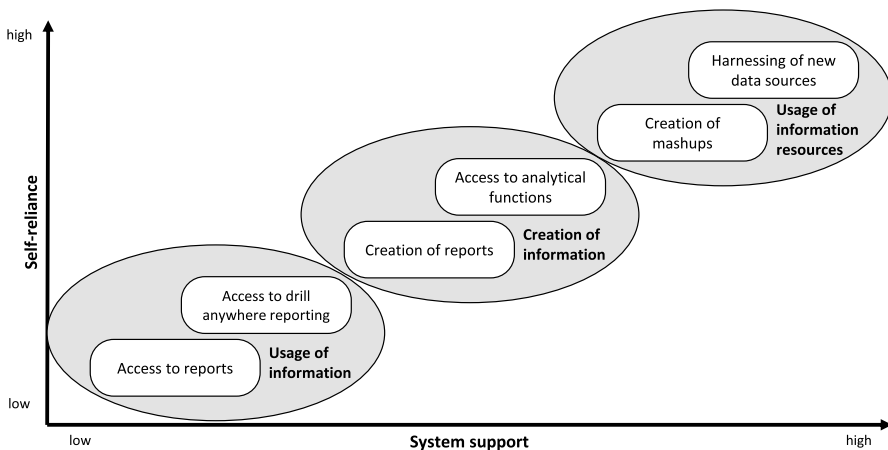 high
Harnessing of new
data sources
Creation of
mashups
Usage of
information
resources
Access to analytical
functions
Creation of reports
Creation of
information
Self-reliance
Access to drill
anywhere reporting
Access to reports
Usage of
information
low
low
System support
high